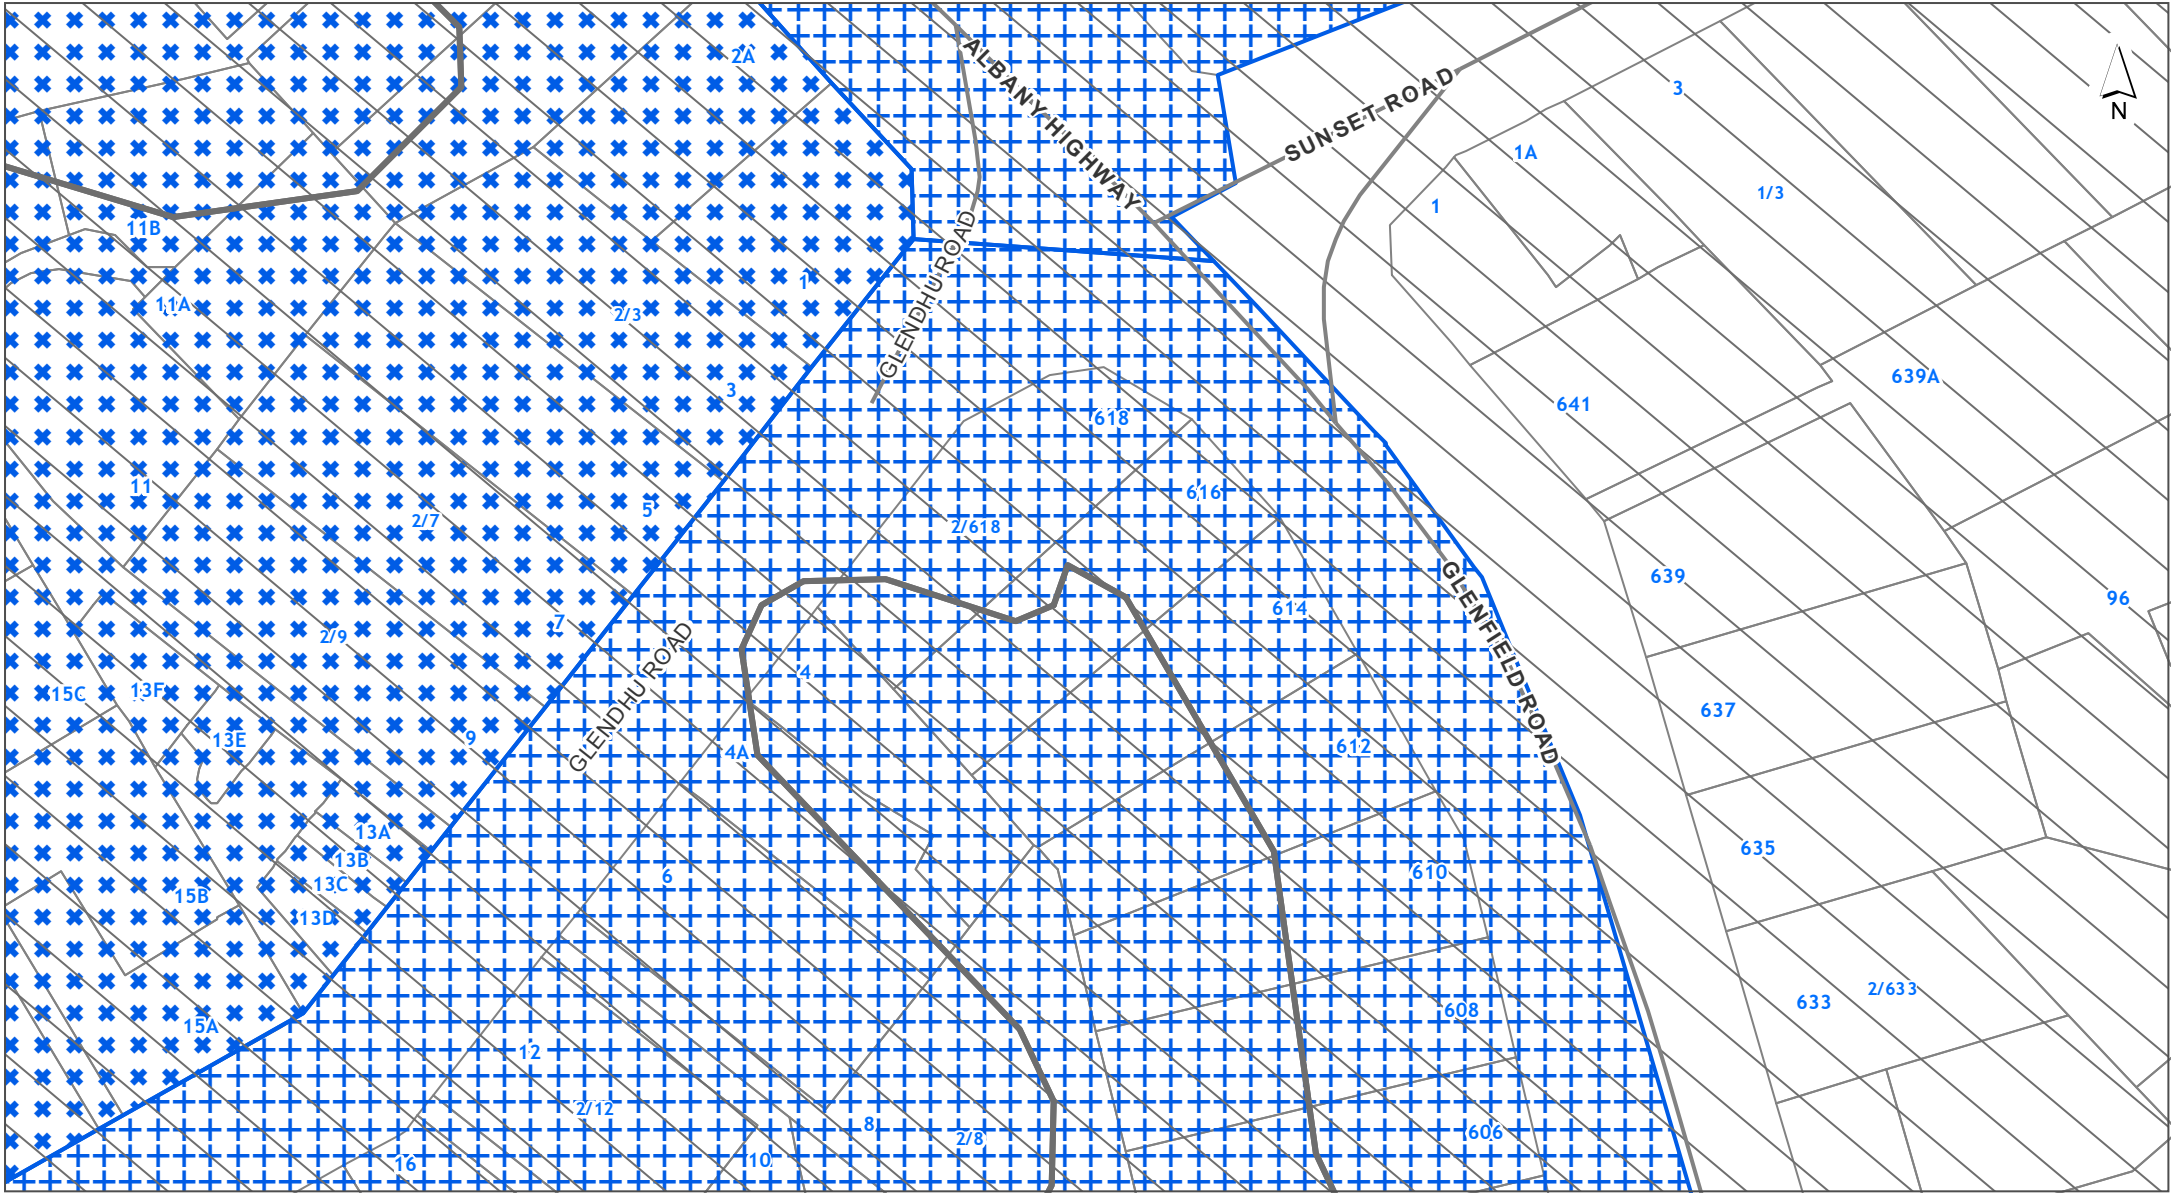 2A
ALBANY HIGHWAY
SUNSET ROAD
3
N
1A
1/3
1
11B
GLENDHU ROAD
11A
2/3
1
3
618
641
639A
11
2/7
5
2/618
616
GLENFIELD ROAD
639
96
2/9
7
614
GLENDHU ROAD
4
15C
13F
13E
9
4A
612
637
13A
13B
13C
13D
15B
6
610
635
15A
12
608
633
2/633
2/12
8
2/8
606
16
10